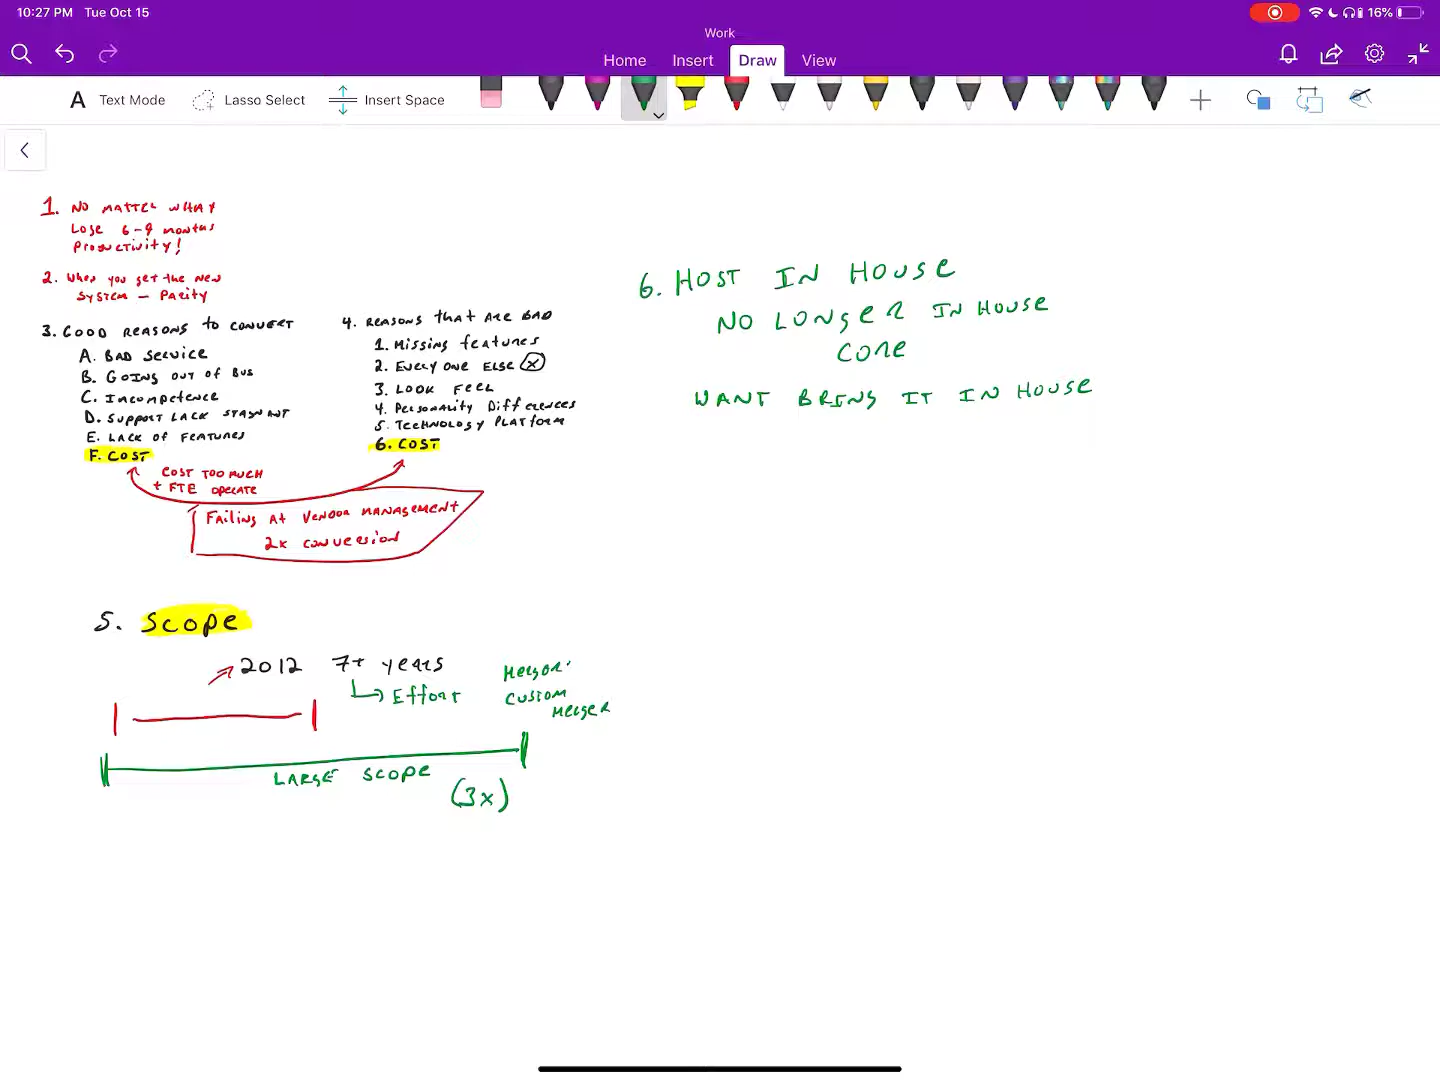 10:27 PM Tue Oct 15
16%
Work
Home Insert Draw View
A Text Mode Lasso Select Insert Space
1. NO MATTER WHAT
LOSE 6-9 MONTHS
PRODUCTIVITY!
2. When you get the New
SYSTEM - PARITY
3. GOOD REASONS to CONVERT
A. BAD SERVICE
B. GOING OUT OF BUS
C. INCOMPETENCE
D. SUPPORT LACK STAGNANT
E. LACK OF FEATURES
F. COST
4. REASONS that ARE BAD
1. MISSING features
2. EVERYONE ELSE X
3. LOOK FEEL
4. PERSONALITY DIFFERENCES
5. TECHNOLOGY PLATFORM
6. COST
COST TOO MUCH
+ FTE OPERATE
FAILING AT VENDOR MANAGEMENT
2x CONVERSION
5. SCOPE
2012 7+ years
Effort
MERGOR
CUSTOM
MERGER
LARGE SCOPE
(3x)
6. HOST IN HOUSE
NO LONGER IN HOUSE
CORE
WANT BRING IT IN HOUSE